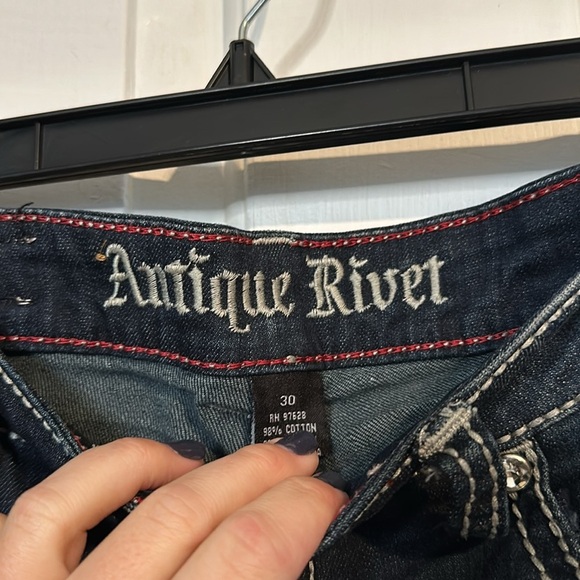 Antique Rivet
30
RN 97628
98% COTTON